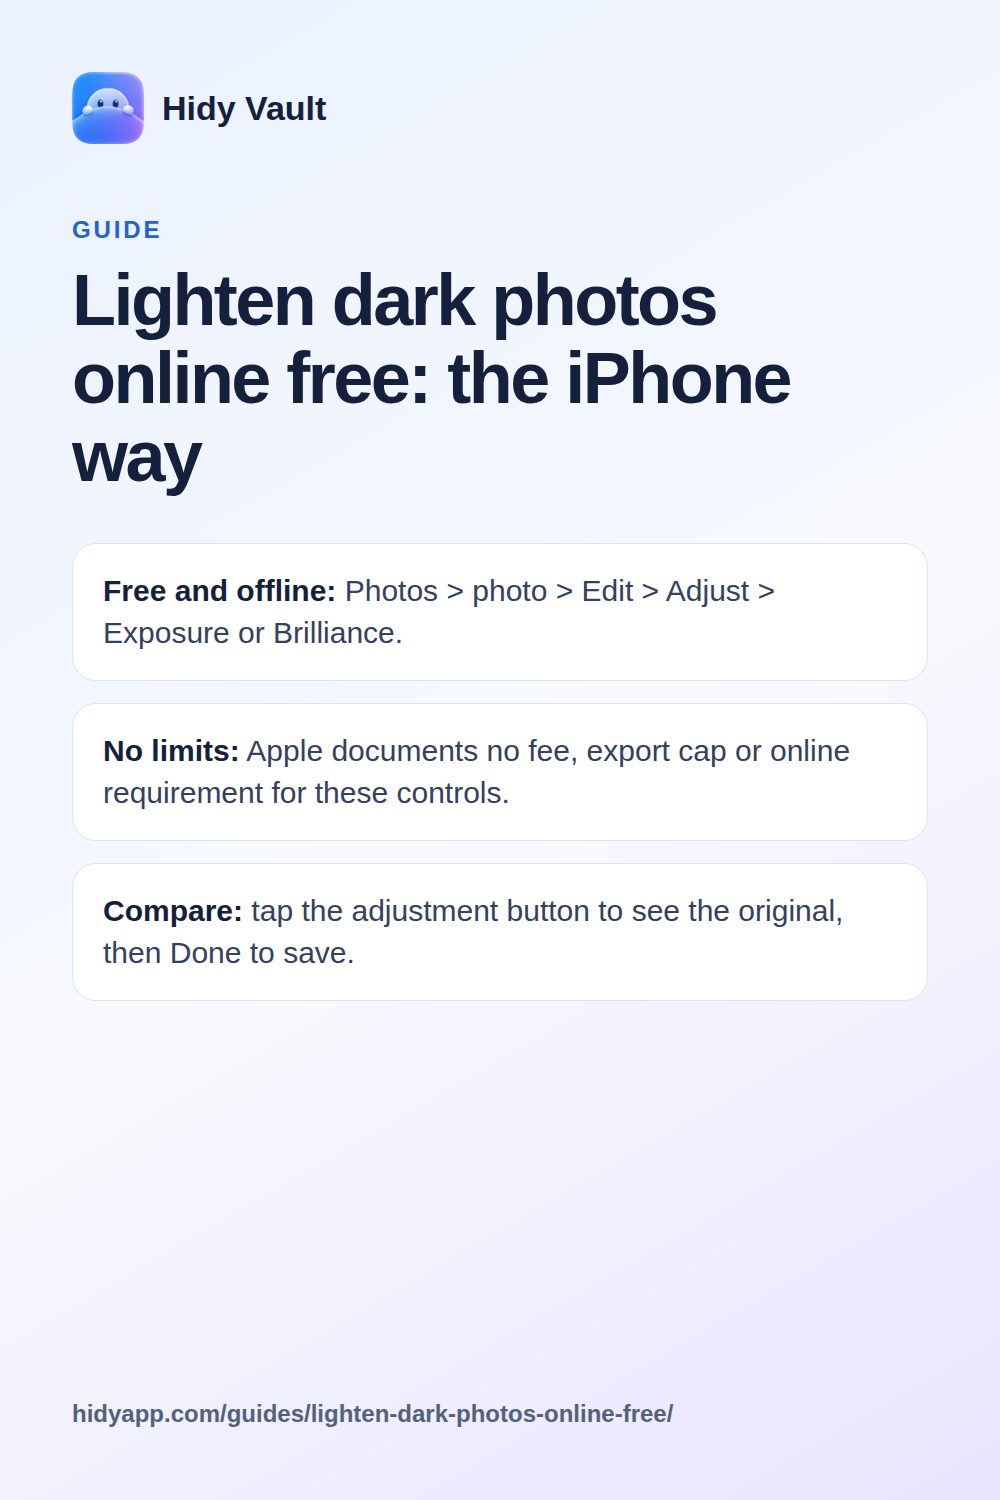 Hidy Vault
GUIDE
Lighten dark photos
online free: the iPhone
way
Free and offline: Photos > photo > Edit > Adjust >
Exposure or Brilliance.
No limits: Apple documents no fee, export cap or online
requirement for these controls.
Compare: tap the adjustment button to see the original,
then Done to save.
hidyapp.com/guides/lighten-dark-photos-online-free/